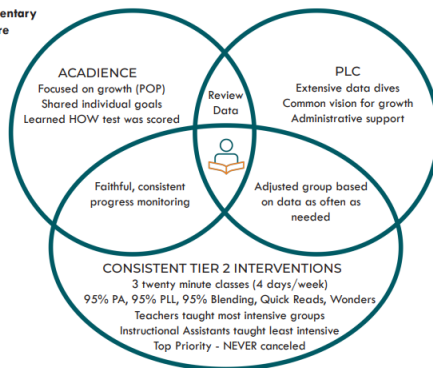 entary
re
ACADIENCE
Focused on growth (POP)
Shared individual goals
Learned HOW test was scored
Review
Data
PLC
Extensive data dives
Common vision for growth
Administrative support
Faithful, consistent
progress monitoring
Adjusted group based
on data as often as
needed
CONSISTENT TIER 2 INTERVENTIONS
3 twenty minute classes (4 days/week)
95% PA, 95% PLL, 95% Blending, Quick Reads, Wonders
Teachers taught most intensive groups
Instructional Assistants taught least intensive
Top Priority - NEVER canceled